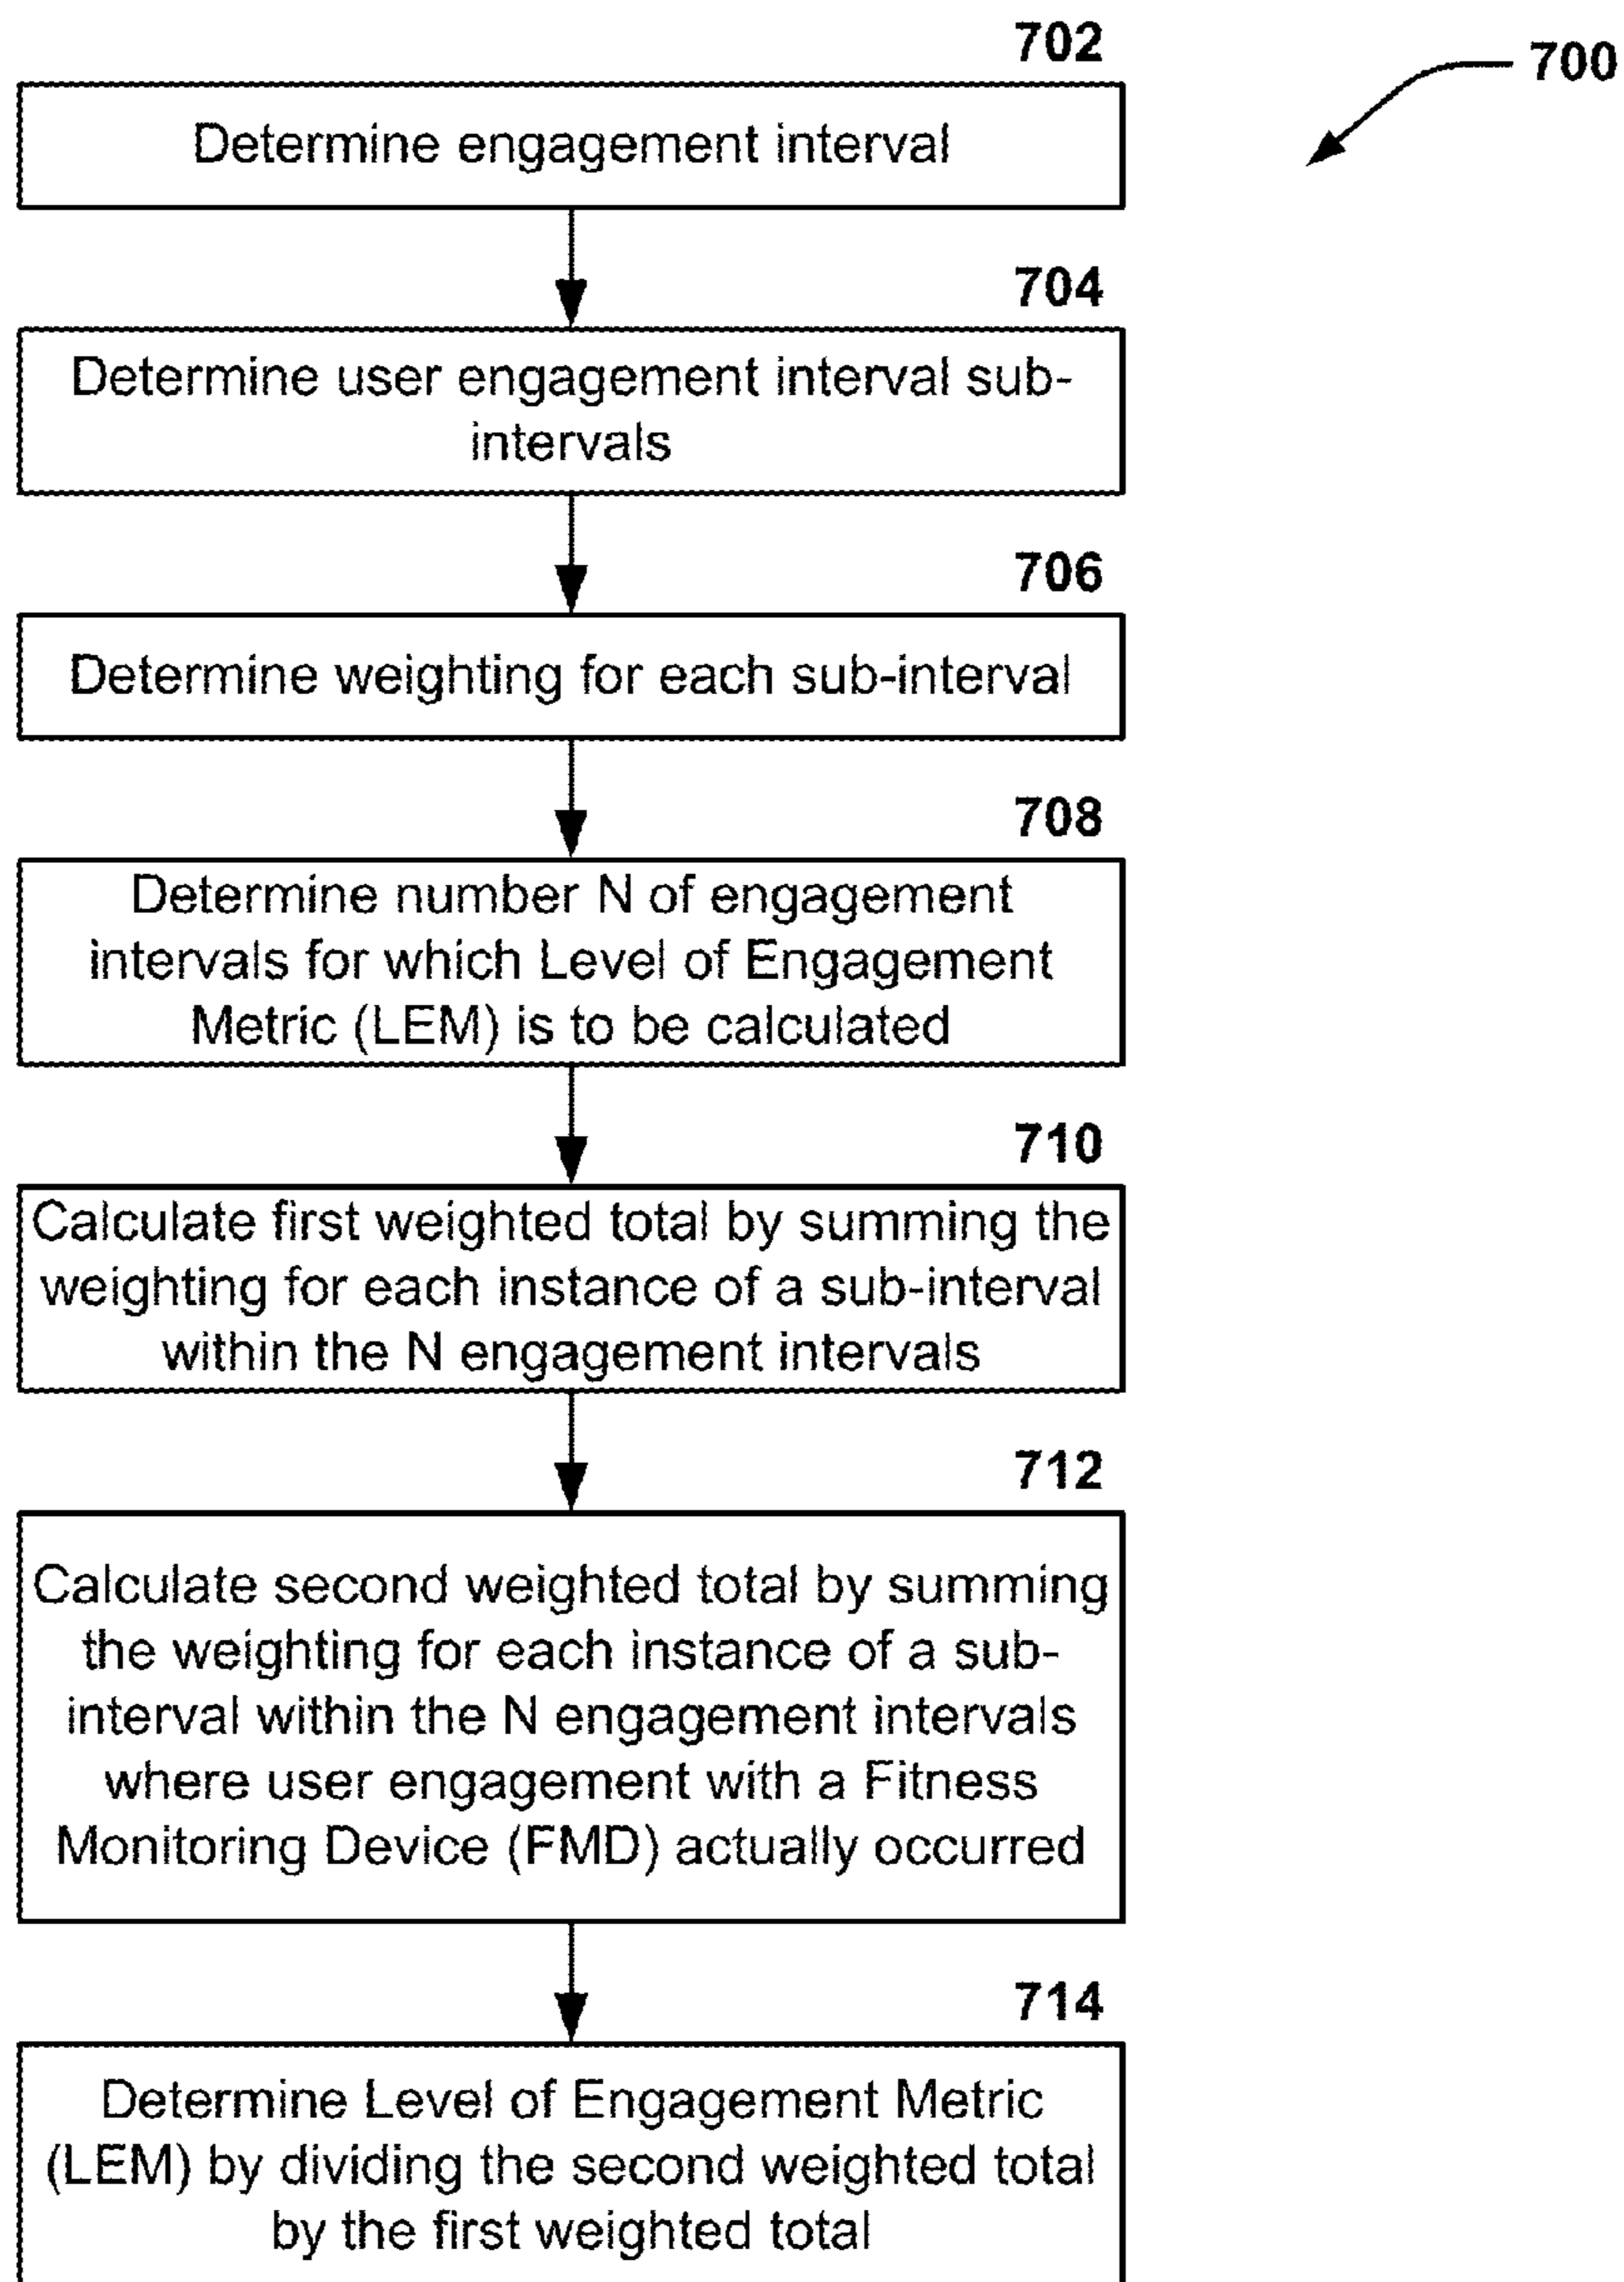 702
700
Determine engagement interval
704
Determine user engagement interval sub-
intervals
706
Determine weighting for each sub-interval
708
Determine number N of engagement
intervals for which Level of Engagement
Metric (LEM) is to be calculated
710
Calculate first weighted total by summing the
weighting for each instance of a sub-interval
within the N engagement intervals
712
Calculate second weighted total by summing
the weighting for each instance of a sub-
interval within the N engagement intervals
where user engagement with a Fitness
Monitoring Device (FMD) actually occurred
714
Determine Level of Engagement Metric
(LEM) by dividing the second weighted total
by the first weighted total